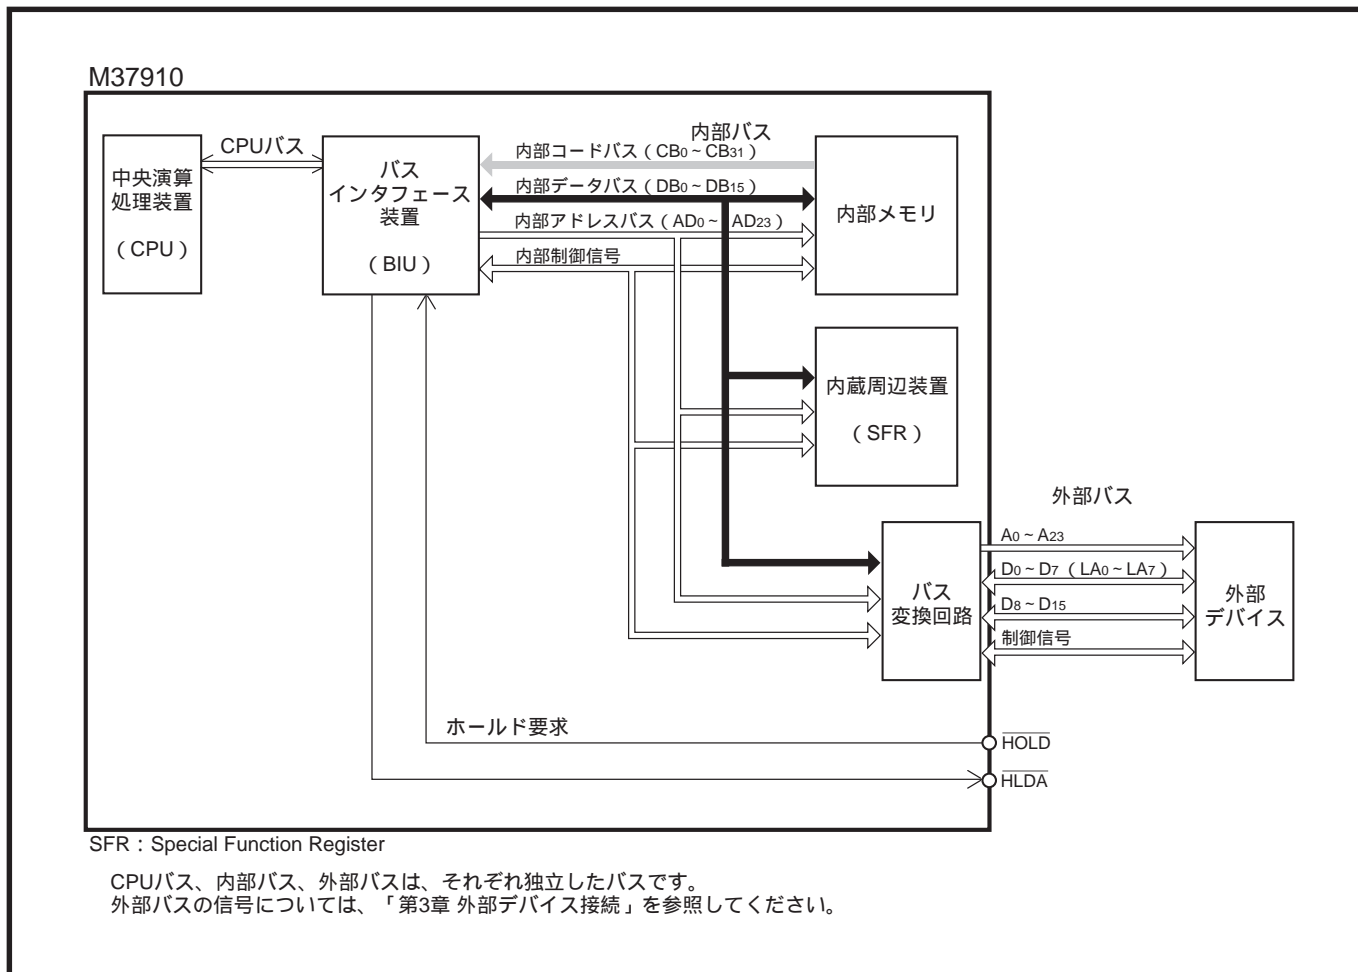 M37910
中央演算
処理装置
（CPU）
CPUバス
バス
インタフェース
装置
（BIU）
内部バス
内部コードバス（CB0～CB31）
内部データバス（DB0～DB15）
内部アドレスバス（AD0～AD23）
内部制御信号
内部メモリ
内蔵周辺装置
（SFR）
外部バス
バス
変換回路
A0～A23
D0～D7（LA0～LA7）
D8～D15
制御信号
外部
デバイス
ホールド要求
HOLD
HLDA
SFR：Special Function Register
CPUバス、内部バス、外部バスは、それぞれ独立したバスです。
外部バスの信号については、「第3章 外部デバイス接続」を参照してください。